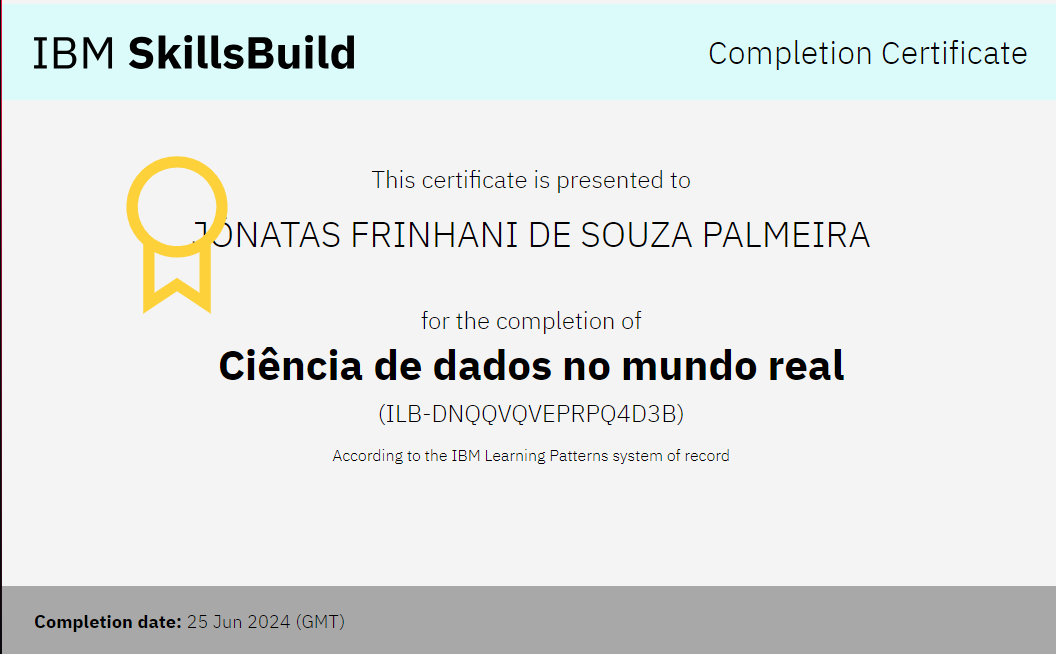 IBM SkillsBuild
Completion Certificate
This certificate is presented to
JÔNATAS FRINHANI DE SOUZA PALMEIRA
for the completion of
Ciência de dados no mundo real
(ILB-DNQQVQVEPRPQ4D3B)
According to the IBM Learning Patterns system of record
Completion date: 25 Jun 2024 (GMT)